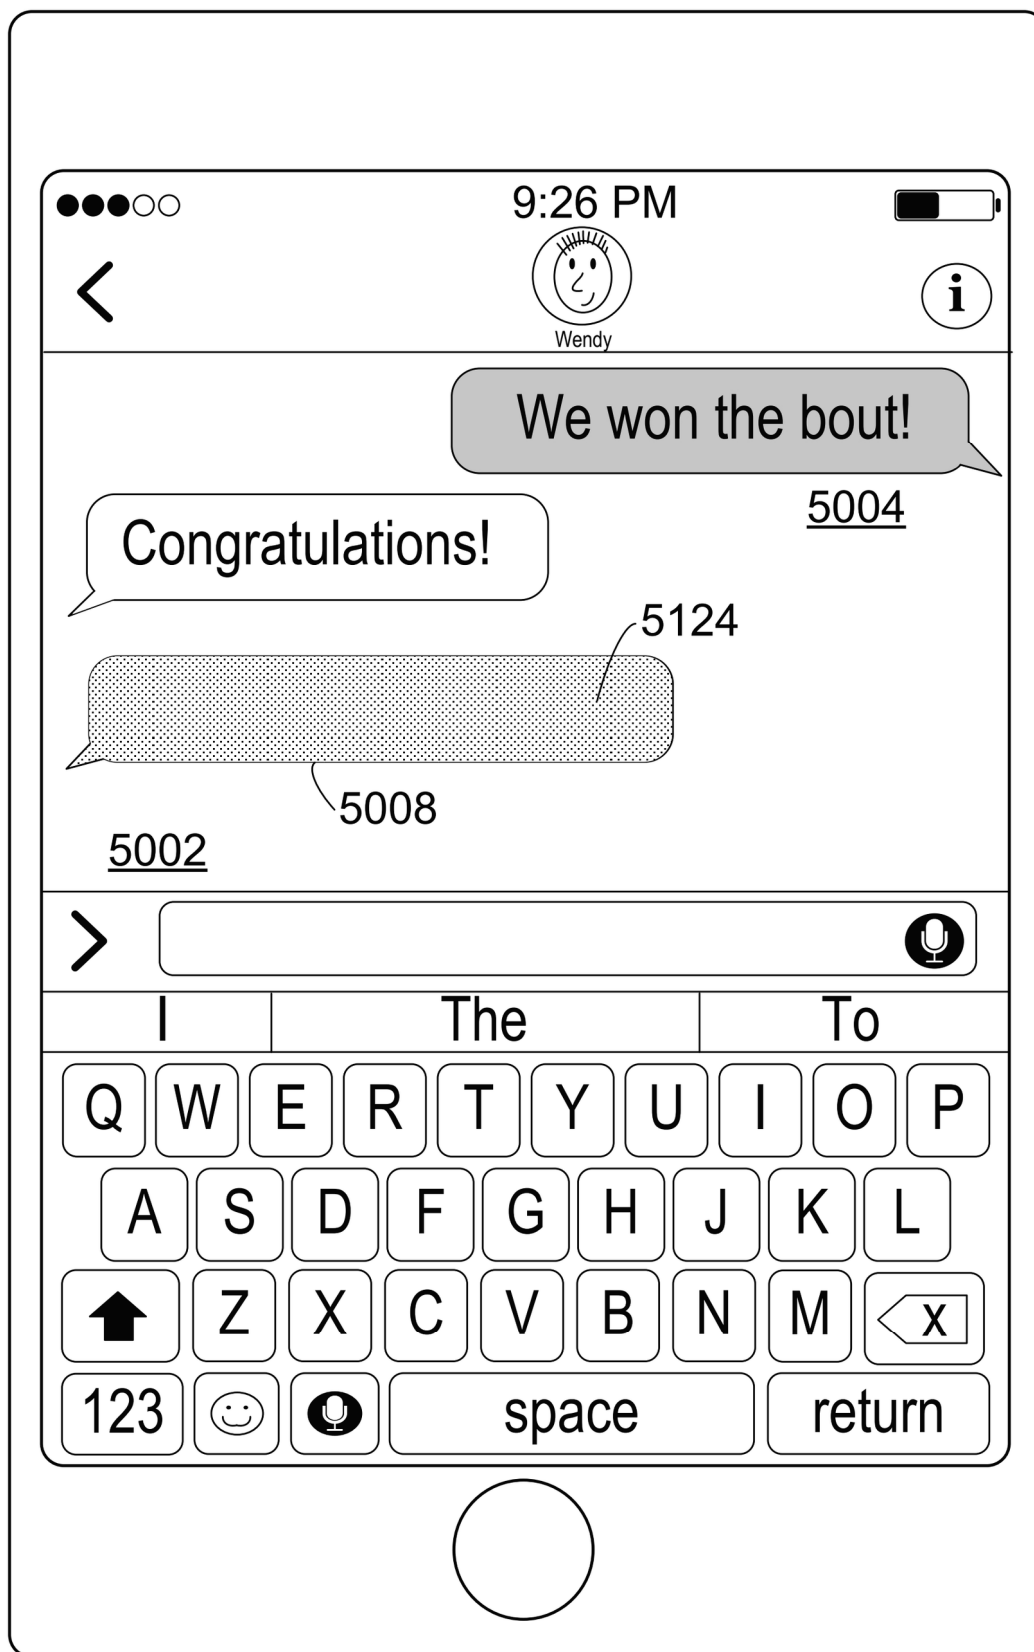 9:26 PM
i
Wendy
We won the bout!
5004
Congratulations!
5124
5008
5002
I The To
Q W E R T Y U I O P
A S D F G H J K L
Z X C V B N M X
123 space return